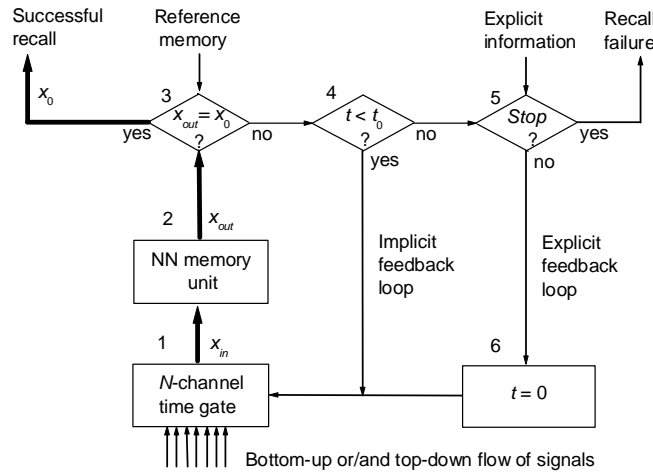 Successful recall
Reference memory
Explicit information
Recall failure
3
4
5
x0
xout = x0
?
yes
no
t < t0
?
no
yes
Stop
?
yes
no
2
xout
NN memory unit
Implicit feedback loop
Explicit feedback loop
1
xin
6
N-channel time gate
t = 0
Bottom-up or/and top-down flow of signals